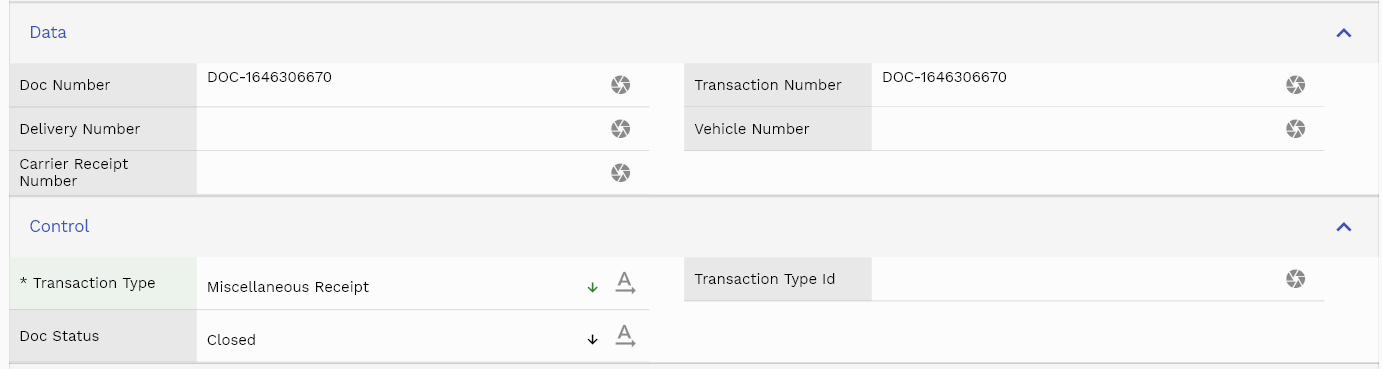 Data
Doc Number
DOC-1646306670
Transaction Number
DOC-1646306670
Delivery Number
Vehicle Number
Carrier Receipt
Number
Control
* Transaction Type
Miscellaneous Receipt
Transaction Type Id
Doc Status
Closed